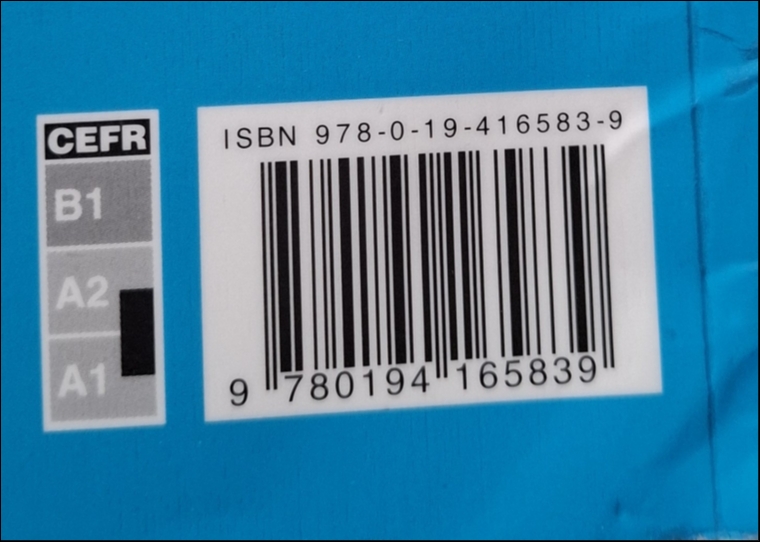 CEFR
B1
A2
A1
ISBN 978-0-19-416583-9
9 780194 165839